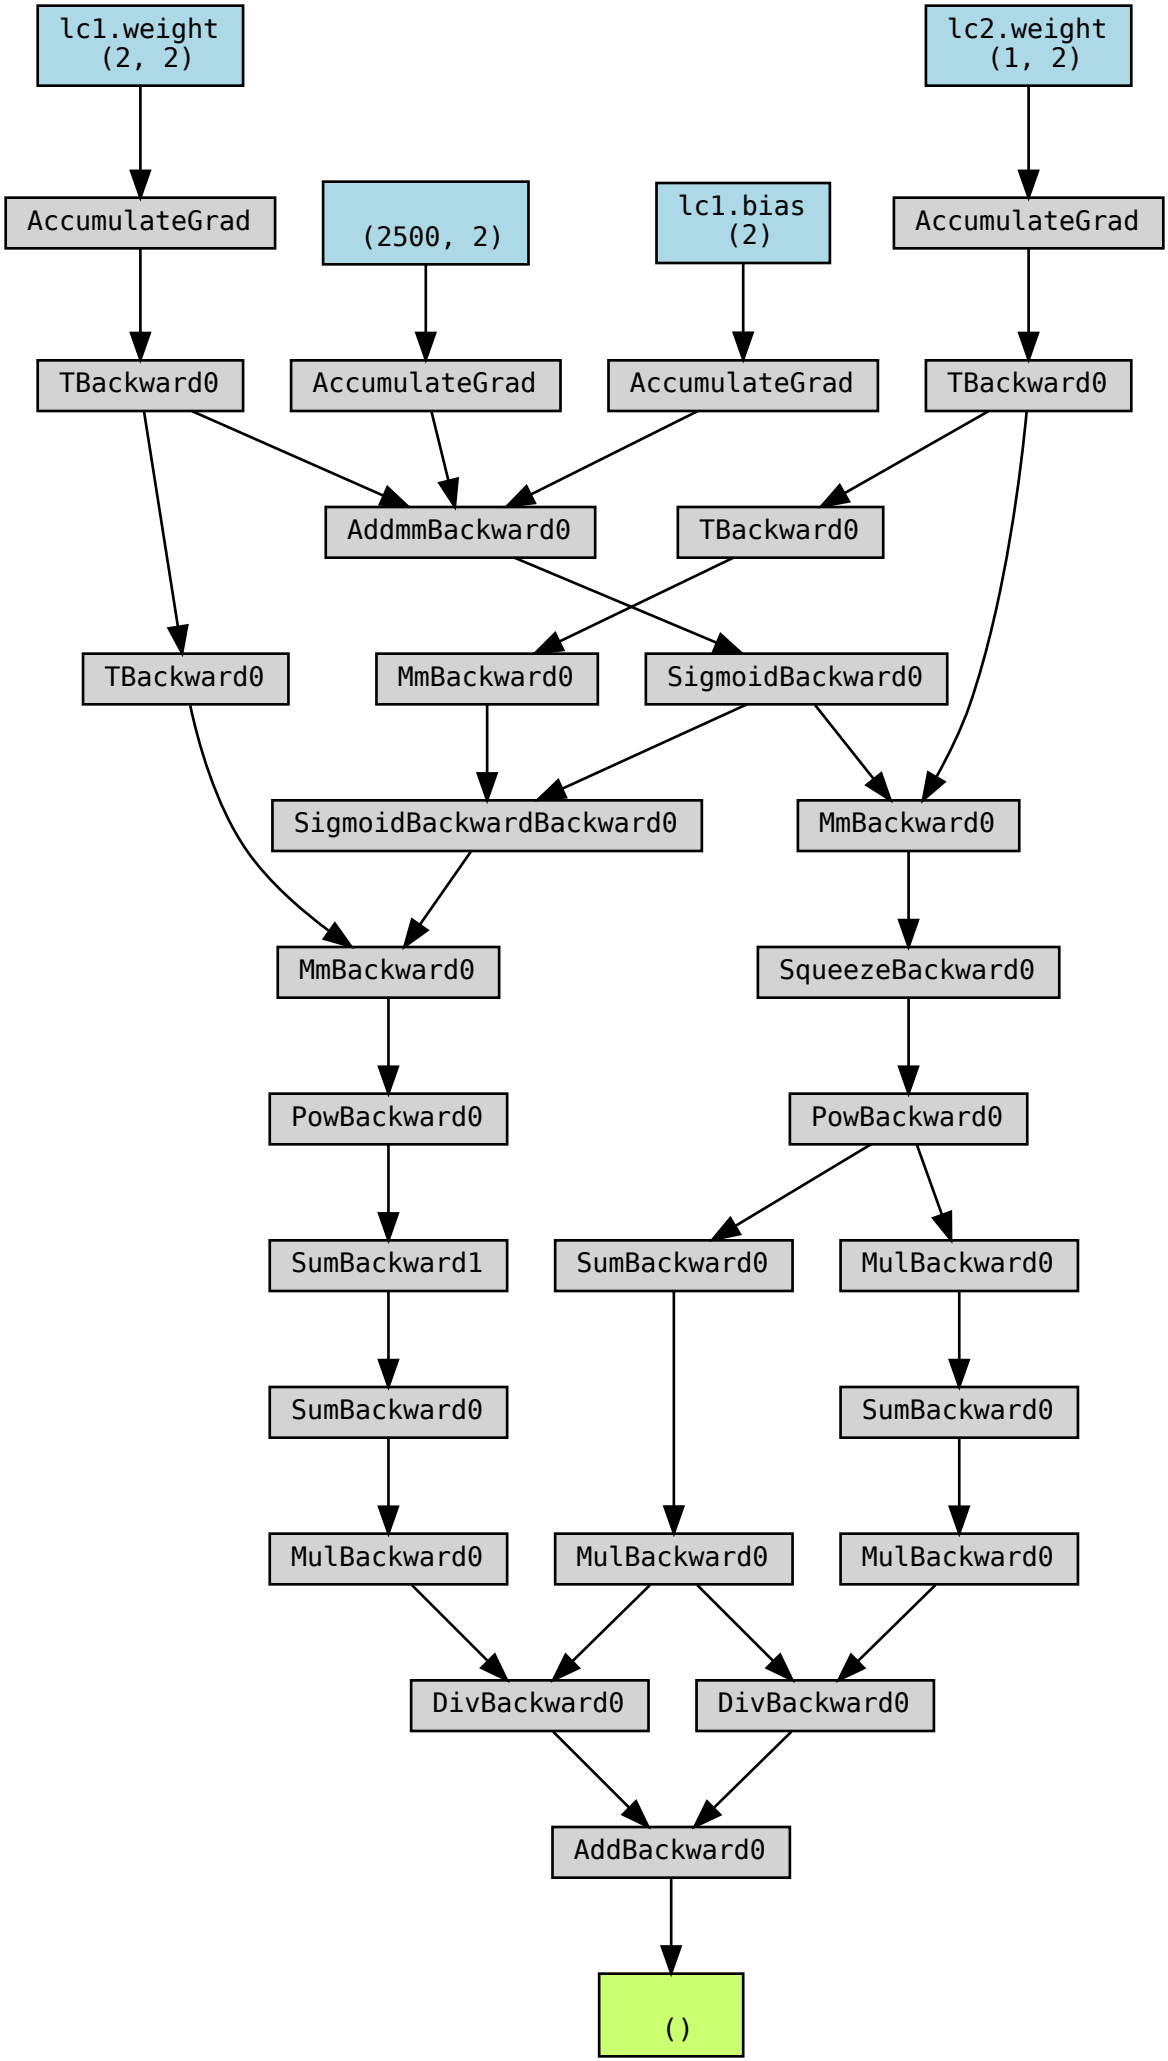 lc1.weight
(2, 2)
lc2.weight
(1, 2)
AccumulateGrad
(2500, 2)
lc1.bias
(2)
AccumulateGrad
TBackward0
AccumulateGrad
AccumulateGrad
TBackward0
AddmmBackward0
TBackward0
TBackward0
MmBackward0
SigmoidBackward0
SigmoidBackwardBackward0
MmBackward0
MmBackward0
SqueezeBackward0
PowBackward0
PowBackward0
SumBackward1
SumBackward0
MulBackward0
SumBackward0
SumBackward0
MulBackward0
MulBackward0
MulBackward0
DivBackward0
DivBackward0
AddBackward0
()